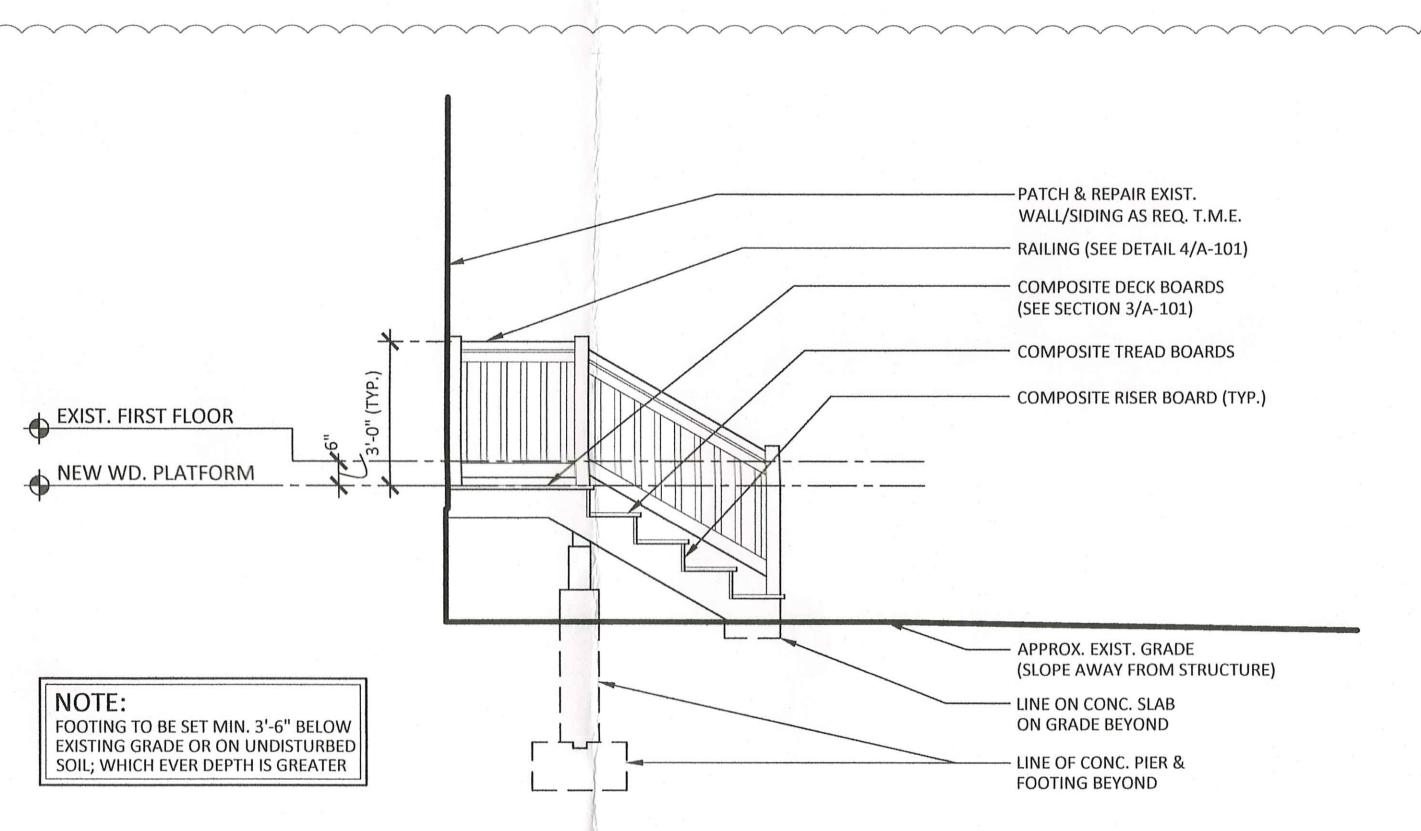 PATCH & REPAIR EXIST.
WALL/SIDING AS REQ. T.M.E.
RAILING (SEE DETAIL 4/A-101)
COMPOSITE DECK BOARDS
(SEE SECTION 3/A-101)
COMPOSITE TREAD BOARDS
COMPOSITE RISER BOARD (TYP.)
EXIST. FIRST FLOOR
NEW WD. PLATFORM
6"
3'-0" (TYP.)
APPROX. EXIST. GRADE
(SLOPE AWAY FROM STRUCTURE)
LINE ON CONC. SLAB
ON GRADE BEYOND
LINE OF CONC. PIER &
FOOTING BEYOND
NOTE:
FOOTING TO BE SET MIN. 3'-6" BELOW
EXISTING GRADE OR ON UNDISTURBED
SOIL; WHICH EVER DEPTH IS GREATER